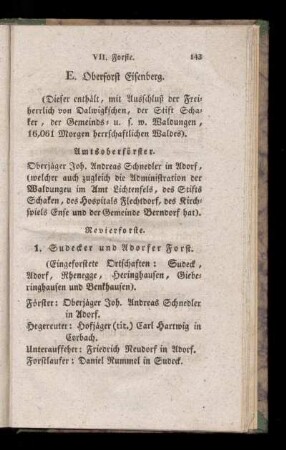 VII. Forste. 143
E. Oberforst Eisenberg.
(Dieser enthält, mit Ausschluß der Frei-
herrlich von Dalwigkschen, der Stift Scha-
ker, der Gemeinds- u. s. w. Waldungen,
16,061 Morgen herrschaftlichen Waldes).
Amtsoberförster.
Oberjäger Joh. Andreas Schnedler in Adorf,
(welcher auch zugleich die Administration der
Waldungen im Amt Lichtenfels, des Stifts
Schaken, des Hospitals Flechtdorf, des Kirch-
spiels Ense und der Gemeinde Berndorf hat).
Revierforste.
1. Sudecker und Adorfer Forst.
(Eingeforstete Ortschaften: Sudeck,
Adorf, Rhenegge, Heringhausen, Giebe-
ringhausen und Benkhausen).
Förster: Oberjäger Joh. Andreas Schnedler
in Adorf.
Hegereuter: Hofjäger (tit.) Carl Hartwig in
Corbach.
Unteraufseher: Friedrich Neudorf in Adorf.
Forstlaufer: Daniel Rummel in Sudeck.